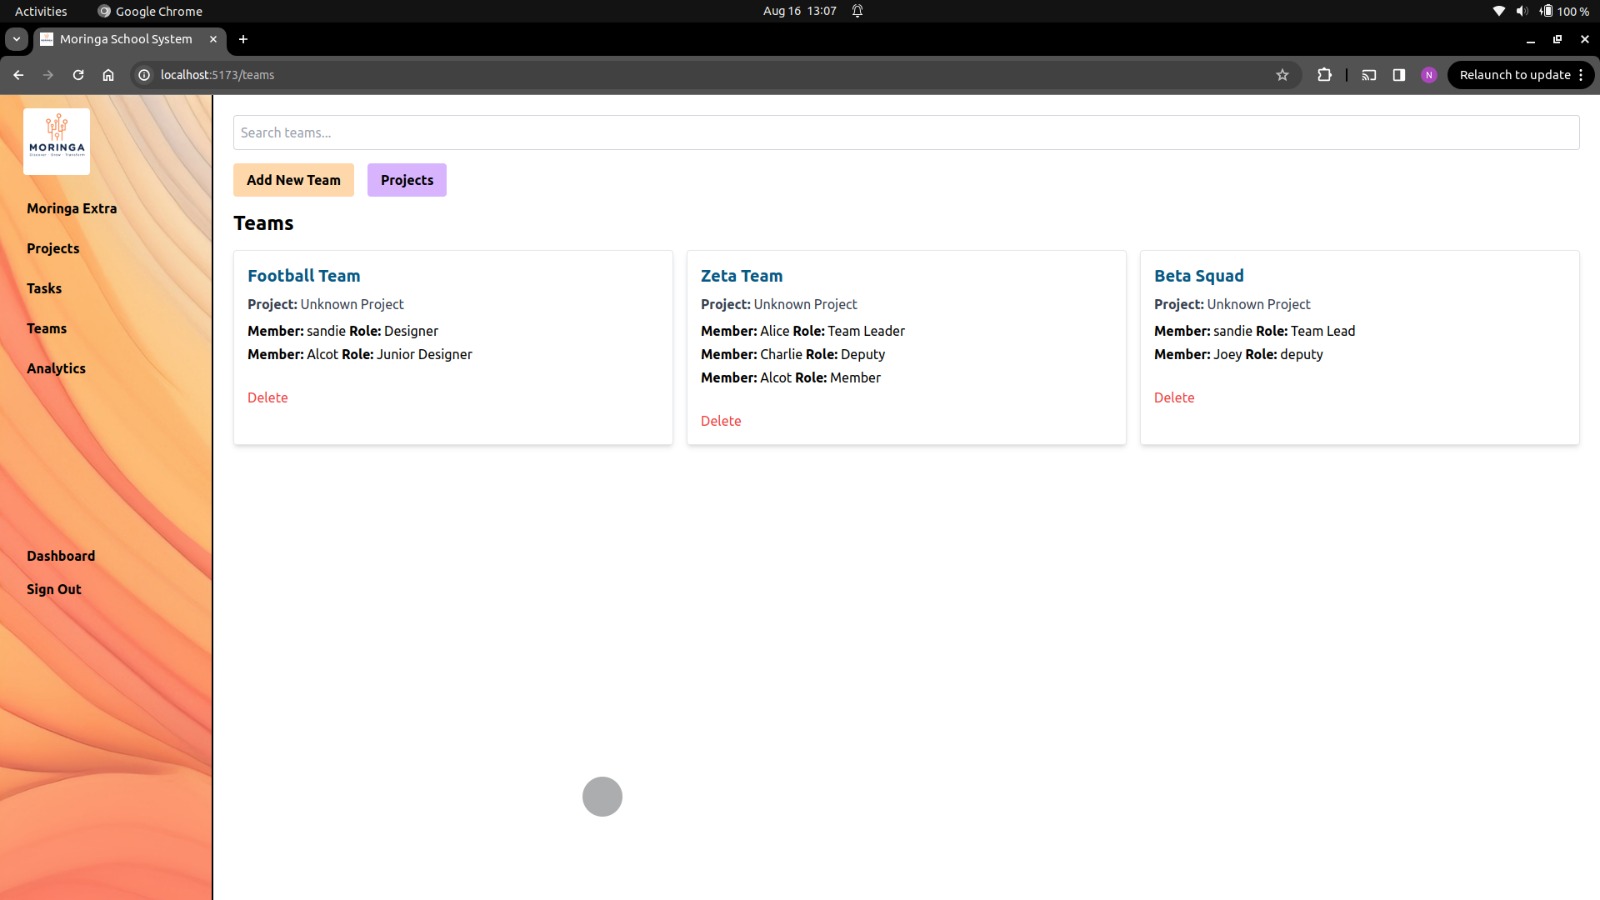 Activities
Google Chrome
Aug 16 13:07
100 %
Moringa School System
localhost:5173/teams
N
Relaunch to update
MORINGA
Discover · Grow · Transform
Moringa Extra
Projects
Tasks
Teams
Analytics
Dashboard
Sign Out
Search teams...
Add New Team
Projects
Teams
Football Team
Project: Unknown Project
Member: sandie Role: Designer
Member: Alcot Role: Junior Designer
Delete
Zeta Team
Project: Unknown Project
Member: Alice Role: Team Leader
Member: Charlie Role: Deputy
Member: Alcot Role: Member
Delete
Beta Squad
Project: Unknown Project
Member: sandie Role: Team Lead
Member: Joey Role: deputy
Delete